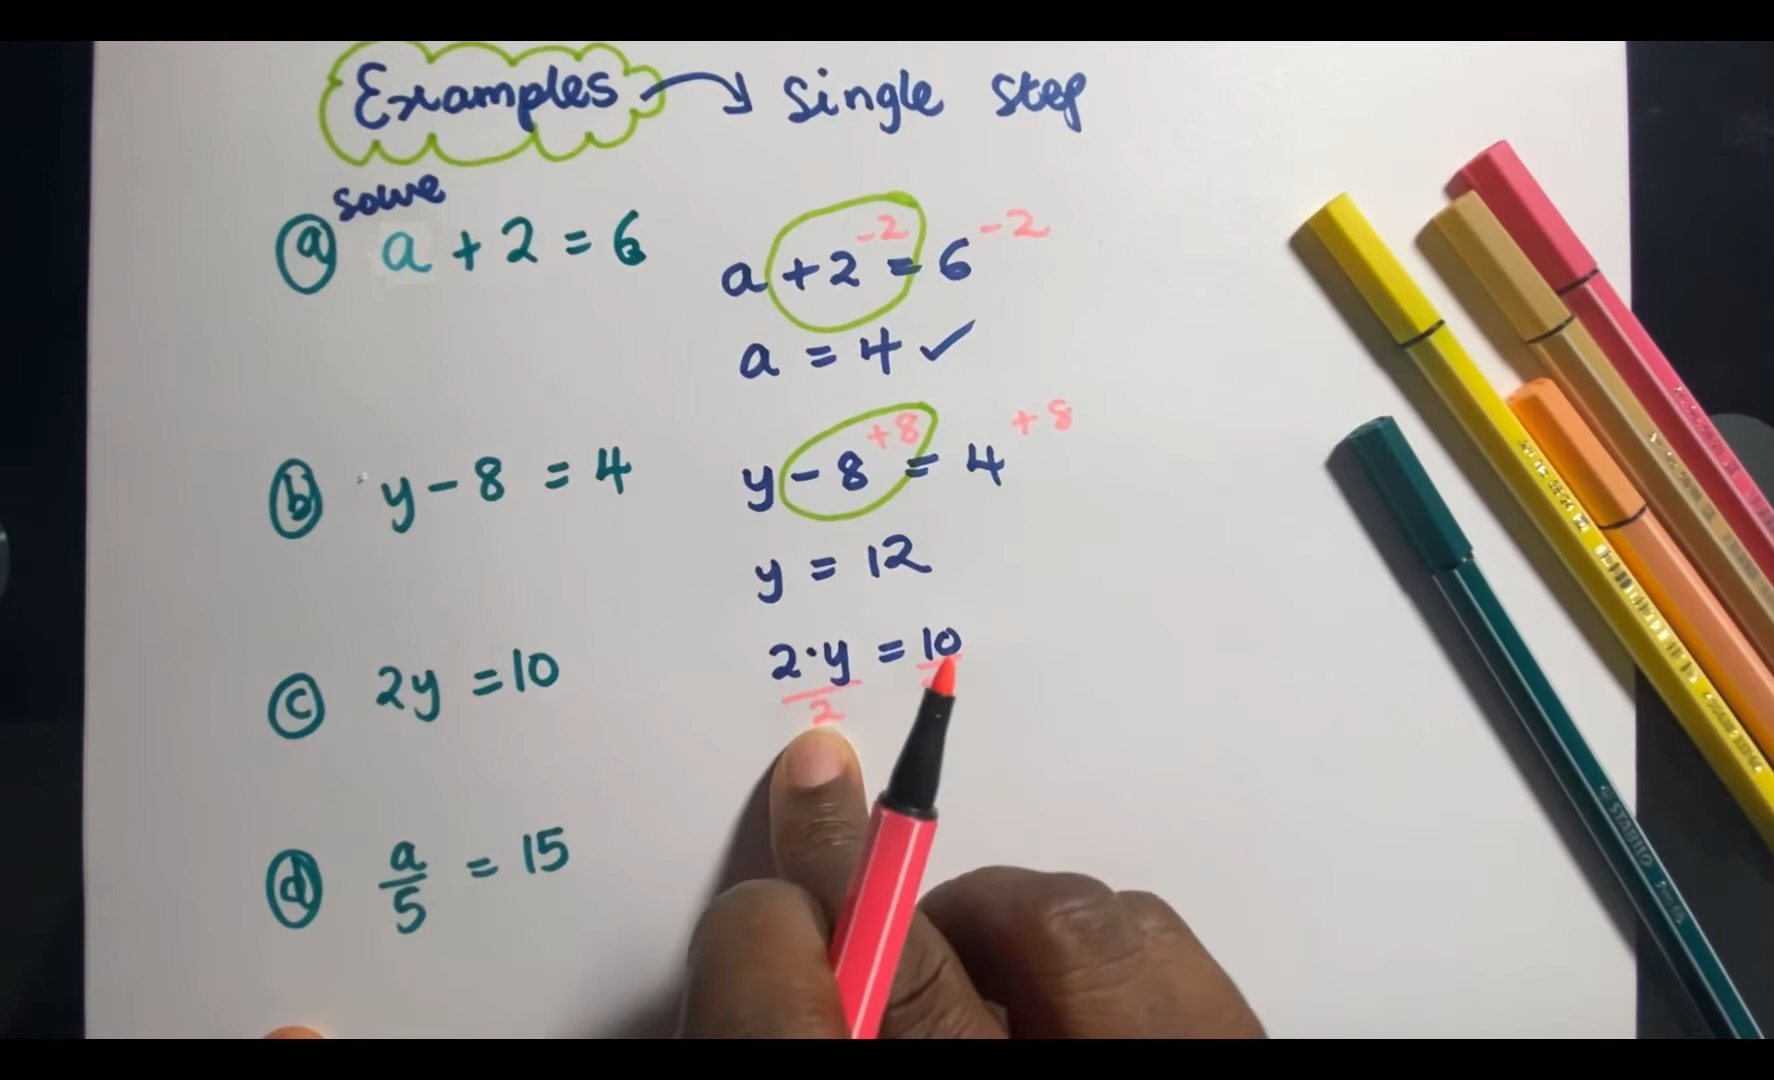 Examples → Single step
solve
(a) a + 2 = 6
a + 2 -2 = 6 -2
a = 4 ✓
(b) y - 8 = 4
y - 8 +8 = 4 +8
y = 12
(c) 2y = 10
2·y = 10
2
(d) a/5 = 15
STABILO